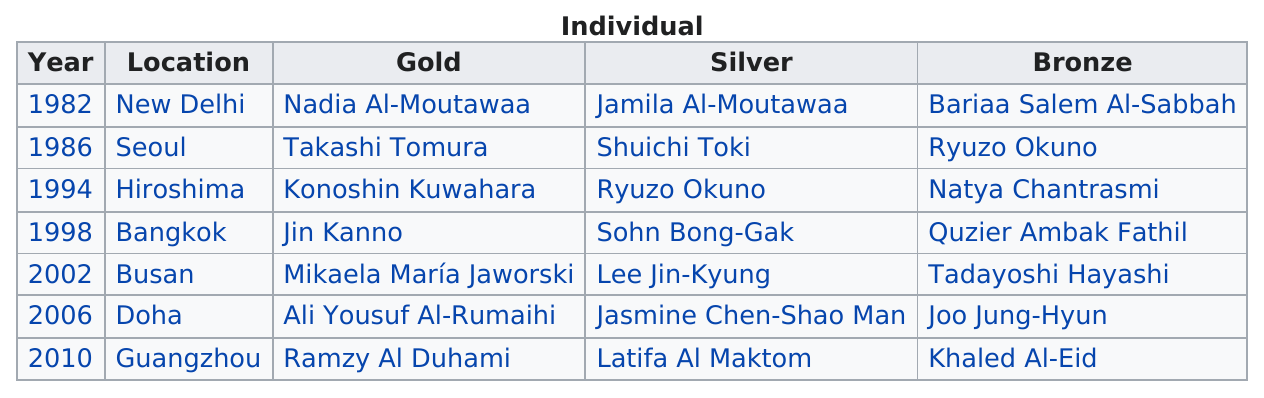 Individual
Year Location Gold Silver Bronze
1982 New Delhi Nadia Al-Moutawaa Jamila Al-Moutawaa Bariaa Salem Al-Sabbah
1986 Seoul Takashi Tomura Shuichi Toki Ryuzo Okuno
1994 Hiroshima Konoshin Kuwahara Ryuzo Okuno Natya Chantrasmi
1998 Bangkok Jin Kanno Sohn Bong-Gak Quzier Ambak Fathil
2002 Busan Mikaela María Jaworski Lee Jin-Kyung Tadayoshi Hayashi
2006 Doha Ali Yousuf Al-Rumaihi Jasmine Chen-Shao Man Joo Jung-Hyun
2010 Guangzhou Ramzy Al Duhami Latifa Al Maktom Khaled Al-Eid